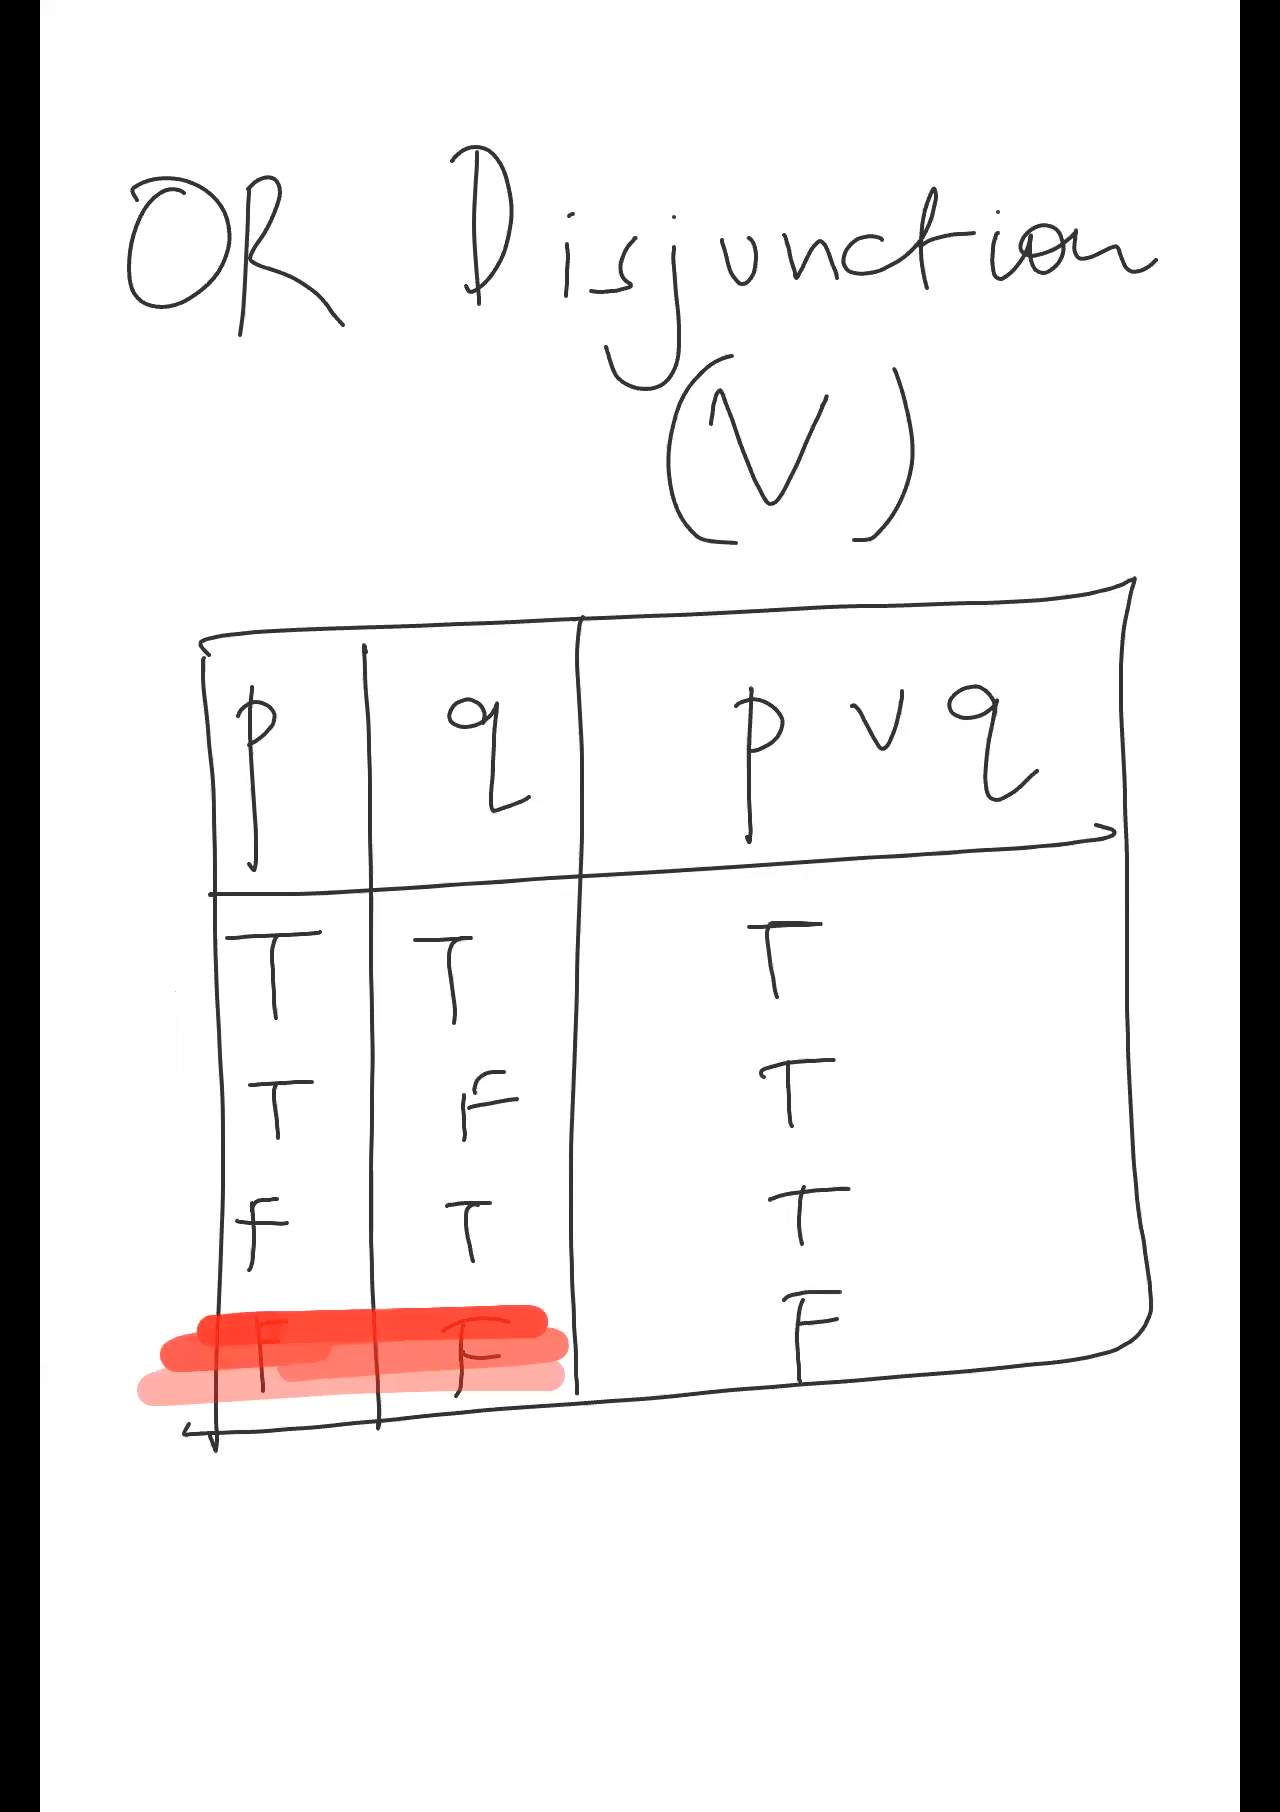 OR Disjunction
(V)
p q p v q
T T T
T F T
F T T
F F F